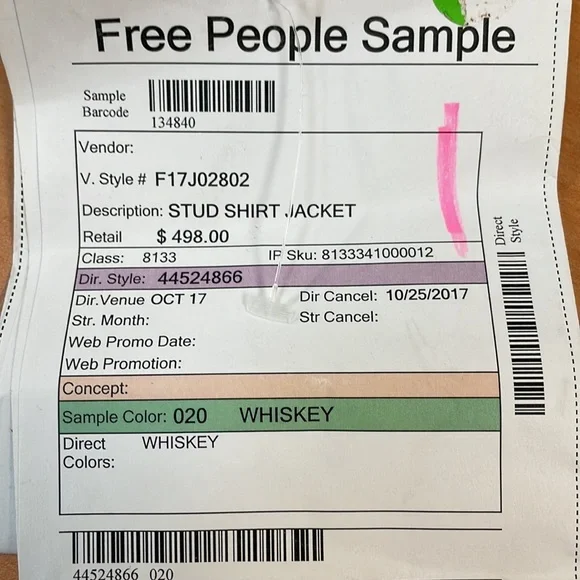 Free People Sample
Sample
Barcode
134840
Vendor:
V. Style # F17J02802
Description: STUD SHIRT JACKET
Retail $ 498.00
Class: 8133 IP Sku: 8133341000012
Dir. Style: 44524866
Dir.Venue OCT 17 Dir Cancel: 10/25/2017
Str. Month: Str Cancel:
Web Promo Date:
Web Promotion:
Concept:
Sample Color: 020 WHISKEY
Direct WHISKEY
Colors:
Direct
Style
44524866 020